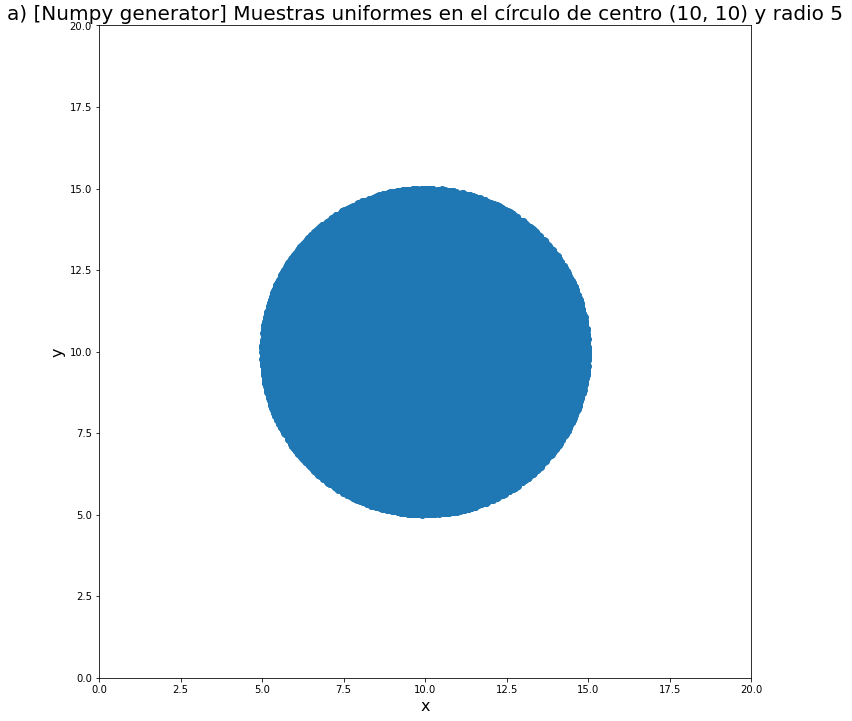 a) [Numpy generator] Muestras uniformes en el círculo de centro (10, 10) y radio 5
20.0
17.5
15.0
12.5
10.0
7.5
5.0
2.5
0.0
y
0.0 2.5 5.0 7.5 10.0 12.5 15.0 17.5 20.0
x